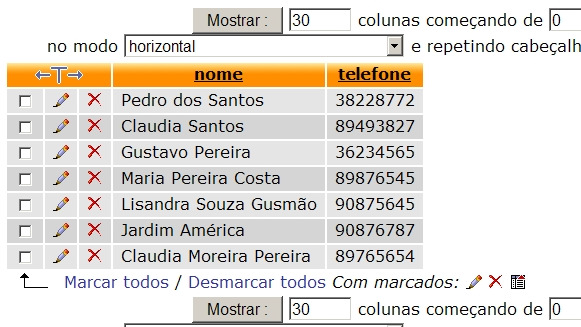 Mostrar : 30 colunas começando de 0
no modo horizontal e repetindo cabeçalh
←T→ nome telefone
Pedro dos Santos 38228772
Claudia Santos 89493827
Gustavo Pereira 36234565
Maria Pereira Costa 89876545
Lisandra Souza Gusmão 90875645
Jardim América 90876787
Claudia Moreira Pereira 89765654
Marcar todos / Desmarcar todos Com marcados:
Mostrar : 30 colunas começando de 0